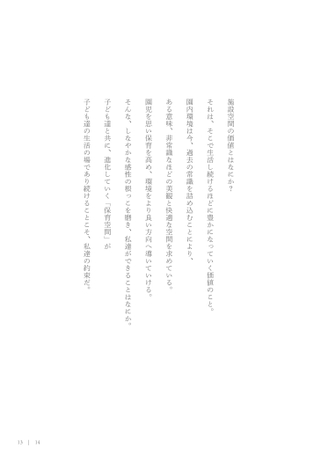 施設空間の価値とはなにか？
それは、そこで生活し続けるほどに豊かになっていく価値のこと。
園内環境は今、過去の常識を詰め込むことにより、
ある意味、非常識なほどの美観と快適な空間を求めている。
園児を思い保育を高め、環境をより良い方向へ導いていける。
そんな、しなやかな感性の根っこを磨き、私達ができることはなにか。
子ども達と共に、進化していく「保育空間」が
子ども達の生活の場であり続けることこそ、私達の約束だ。
13 | 14